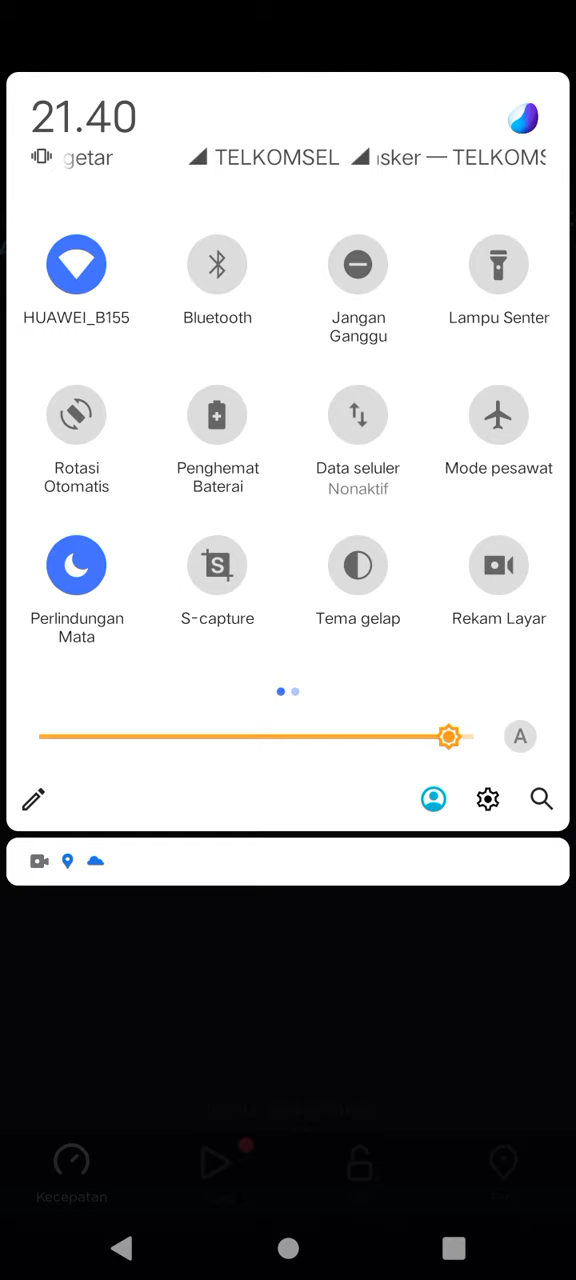 21.40
getar TELKOMSEL sker — TELKOMS
HUAWEI_B155 Bluetooth Jangan Ganggu Lampu Senter
Rotasi Otomatis Penghemat Baterai Data seluler Nonaktif Mode pesawat
Perlindungan Mata S-capture Tema gelap Rekam Layar
A
Kecepatan